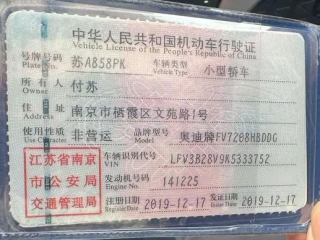 中华人民共和国机动车行驶证
Vehicle License of the People's Republic of China
号牌号码 苏A858PK 车辆类型 小型轿车
Plate No. Vehicle Type
所有人 付苏
Owner
住址 南京市栖霞区文苑路1号
Address
使用性质 非营运 品牌型号 奥迪牌FV7208HBDDG
Use Character Model
江苏省南京
市公安局
交通管理局
车辆识别代号 LFV3B28V9K5333752
VIN
发动机号码 141225
Engine No.
注册日期 2019-12-17 发证日期 2019-12-17
Register Date Issue Date